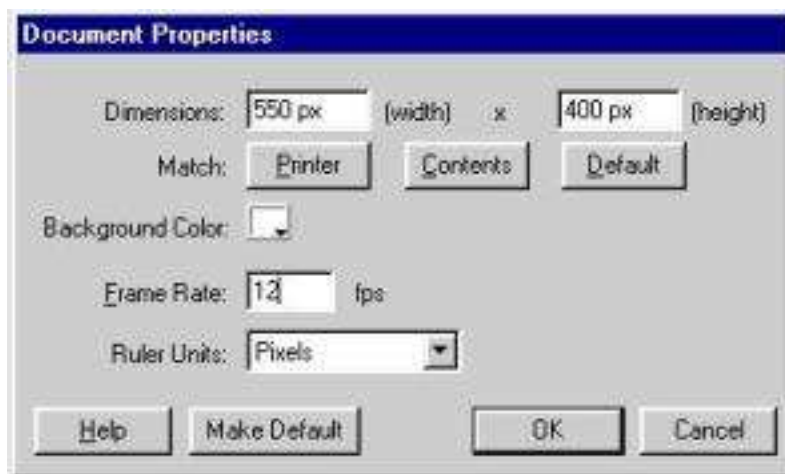 Document Properties
Dimensions: 550 px (width) x 400 px (height)
Match: Printer Contents Default
Background Color:
Frame Rate: 12 fps
Ruler Units: Pixels
Help Make Default OK Cancel